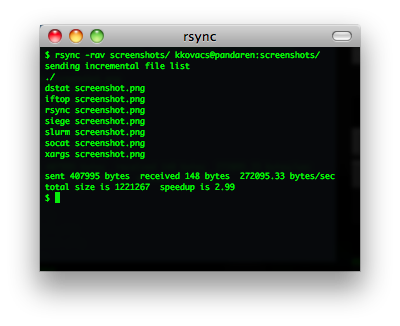 rsync
$ rsync -rav screenshots/ kkovacs@pandaren:screenshots/
sending incremental file list
./
dstat screenshot.png
iftop screenshot.png
rsync screenshot.png
siege screenshot.png
slurm screenshot.png
socat screenshot.png
xargs screenshot.png
sent 407995 bytes  received 148 bytes  272095.33 bytes/sec
total size is 1221267  speedup is 2.99
$